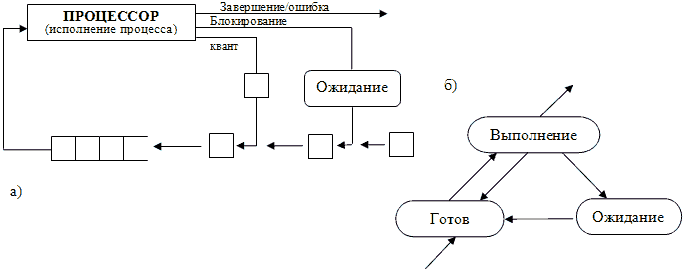 Завершение/ошибка
ПРОЦЕССОР
(исполнение процесса)
Блокирование
квант
Ожидание
б)
Выполнение
а)
Готов
Ожидание